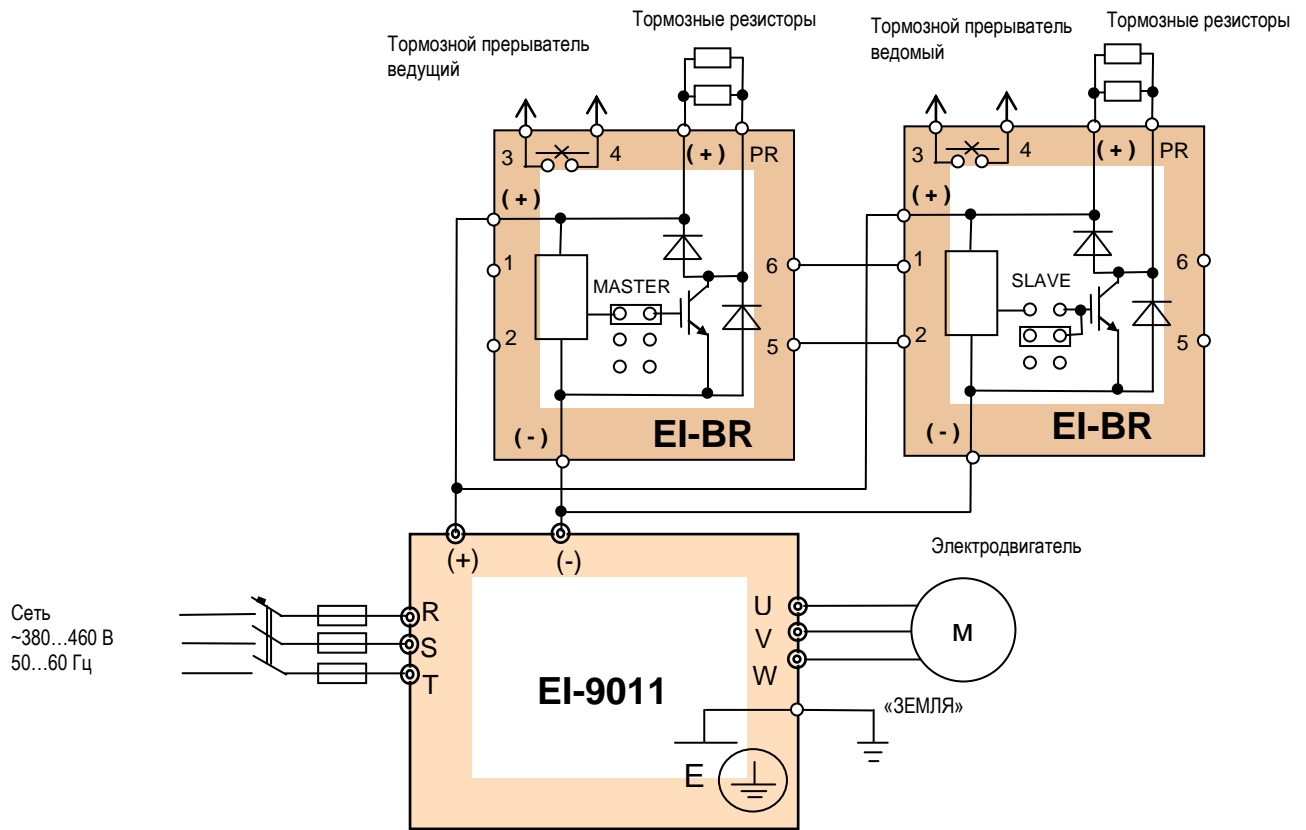 Тормозной прерыватель
ведущий
Тормозные резисторы
Тормозной прерыватель
ведомый
Тормозные резисторы
3
4
(+)
PR
(+)
1
2
MASTER
6
5
(-)
EI-BR
3
4
(+)
PR
(+)
1
2
SLAVE
6
5
(-)
EI-BR
(+)
(-)
Сеть
~380…460 В
50…60 Гц
R
S
T
EI-9011
U
V
W
E
Электродвигатель
М
«ЗЕМЛЯ»